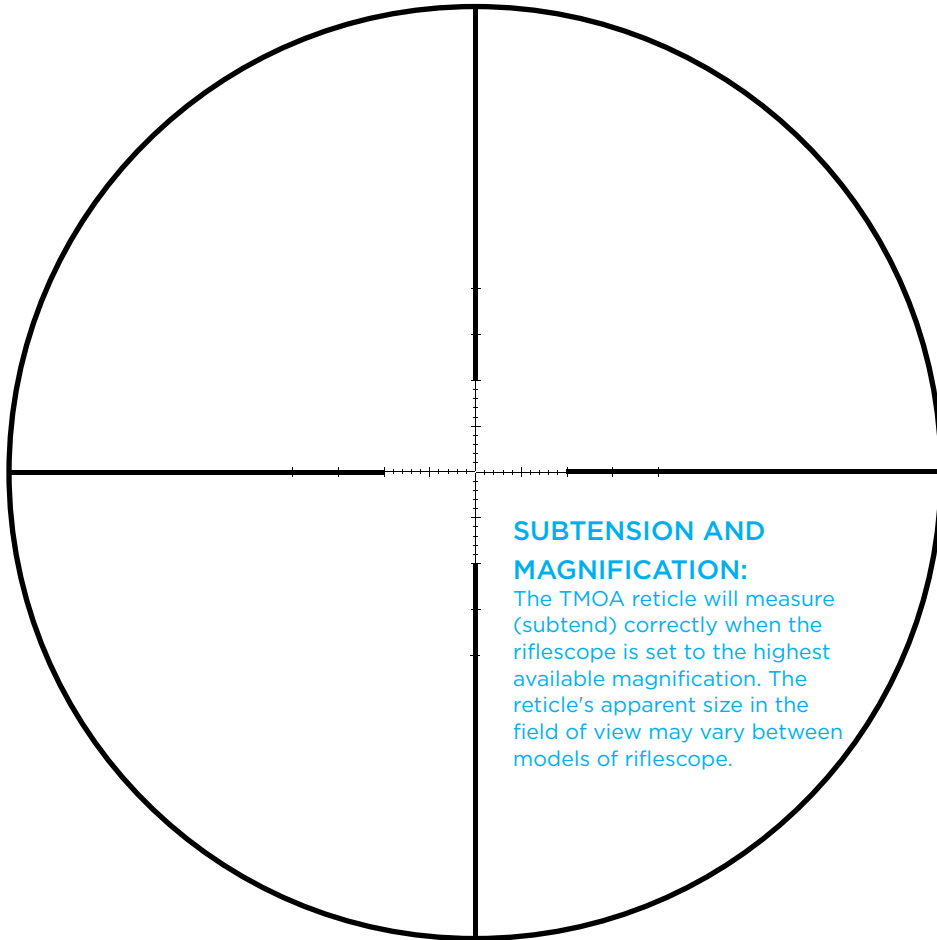 SUBTENSION AND
MAGNIFICATION:
The TMOA reticle will measure
(subtend) correctly when the
riflescope is set to the highest
available magnification. The
reticle's apparent size in the
field of view may vary between
models of riflescope.